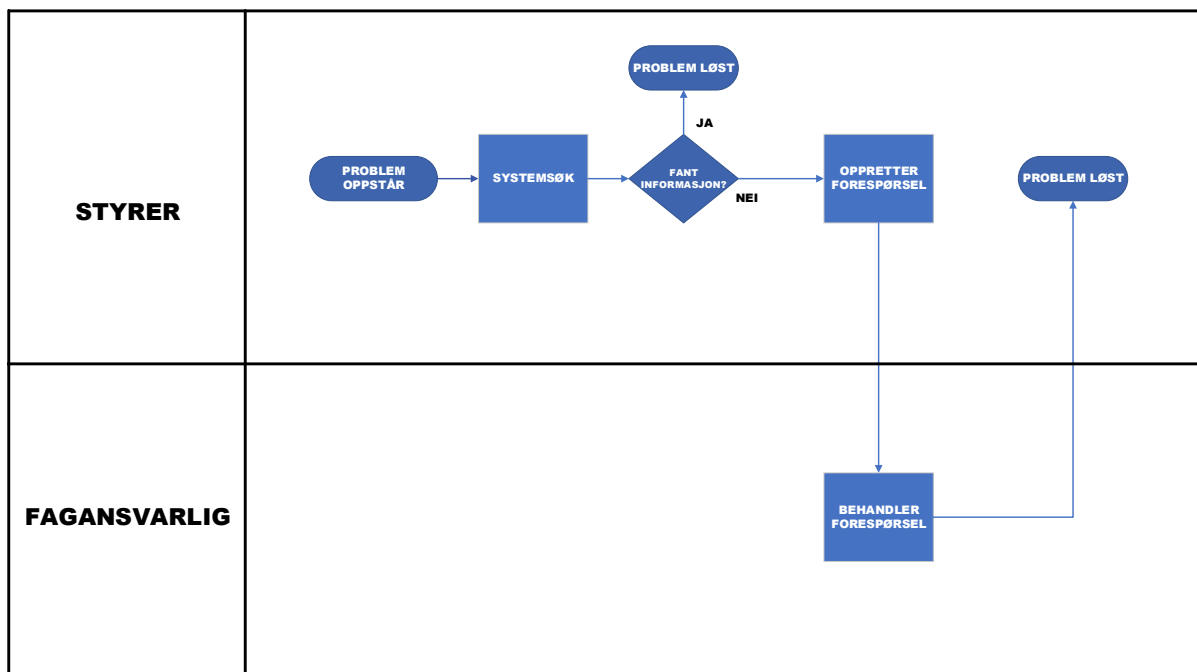 STYRER
PROBLEM
OPPSTÅR
SYSTEMSØK
FANT
INFORMASJON?
JA
PROBLEM LØST
NEI
OPPRETTER
FORESPØRSEL
PROBLEM LØST
FAGANSVARLIG
BEHANDLER
FORESPØRSEL